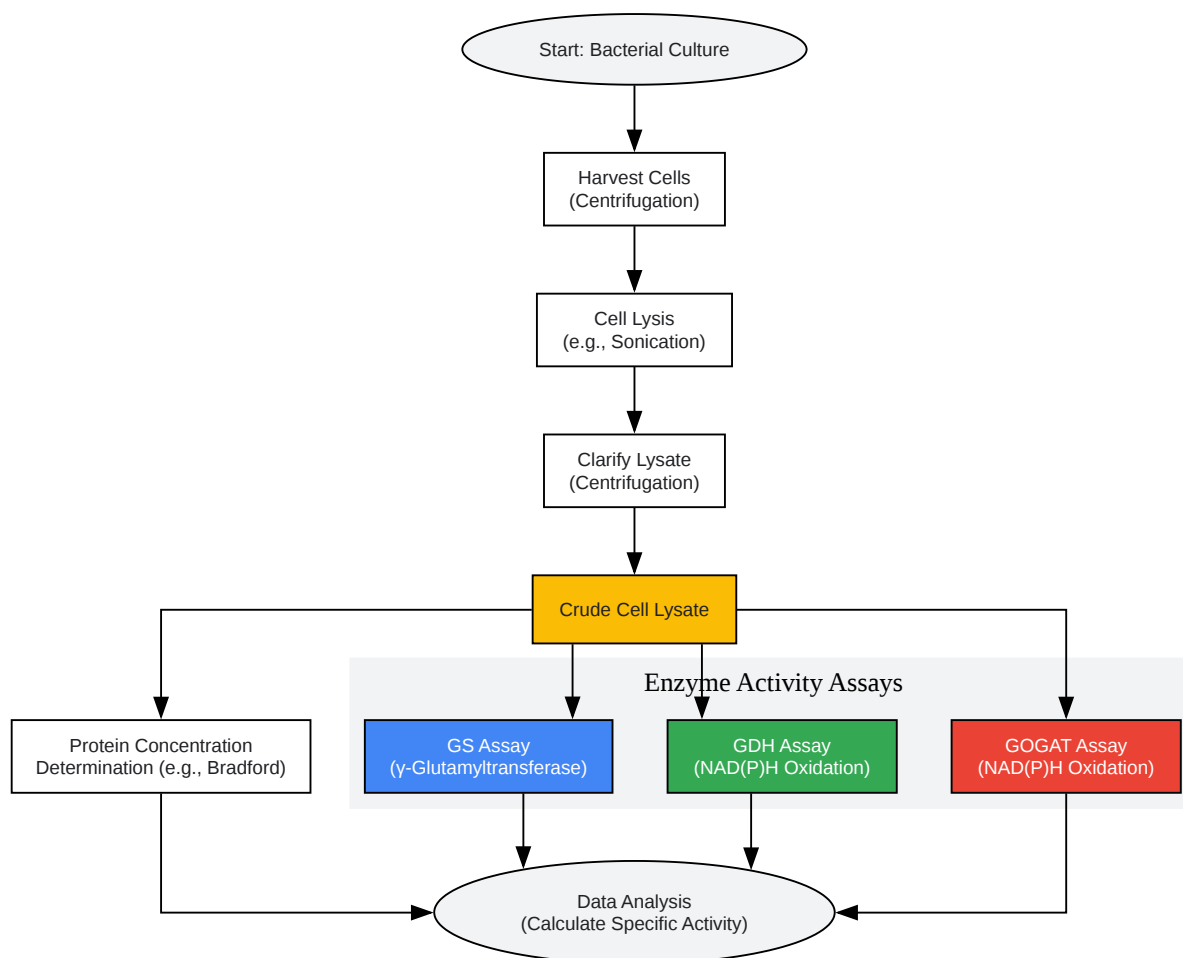 Start: Bacterial Culture
Harvest Cells
(Centrifugation)
Cell Lysis
(e.g., Sonication)
Clarify Lysate
(Centrifugation)
Crude Cell Lysate
Enzyme Activity Assays
Protein Concentration
Determination (e.g., Bradford)
GS Assay
(γ-Glutamyltransferase)
GDH Assay
(NAD(P)H Oxidation)
GOGAT Assay
(NAD(P)H Oxidation)
Data Analysis
(Calculate Specific Activity)